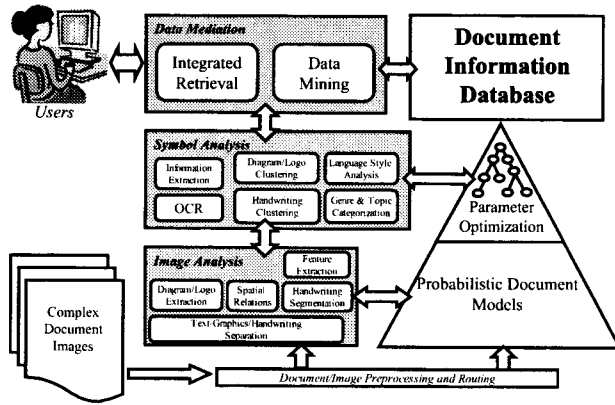 Data Mediation
Integrated
Retrieval
Data
Mining
Document
Information
Database
Users
Symbol Analysis
Information
Extraction
Diagram/Logo
Clustering
Language Style
Analysis
OCR
Handwriting
Clustering
Genre & Topic
Categorization
Parameter
Optimization
Image Analysis
Feature
Extraction
Diagram/Logo
Extraction
Spatial
Relations
Handwriting
Segmentation
Text-Graphics/Handwriting
Separation
Probabilistic Document
Models
Complex
Document
Images
Document/Image Preprocessing and Routing